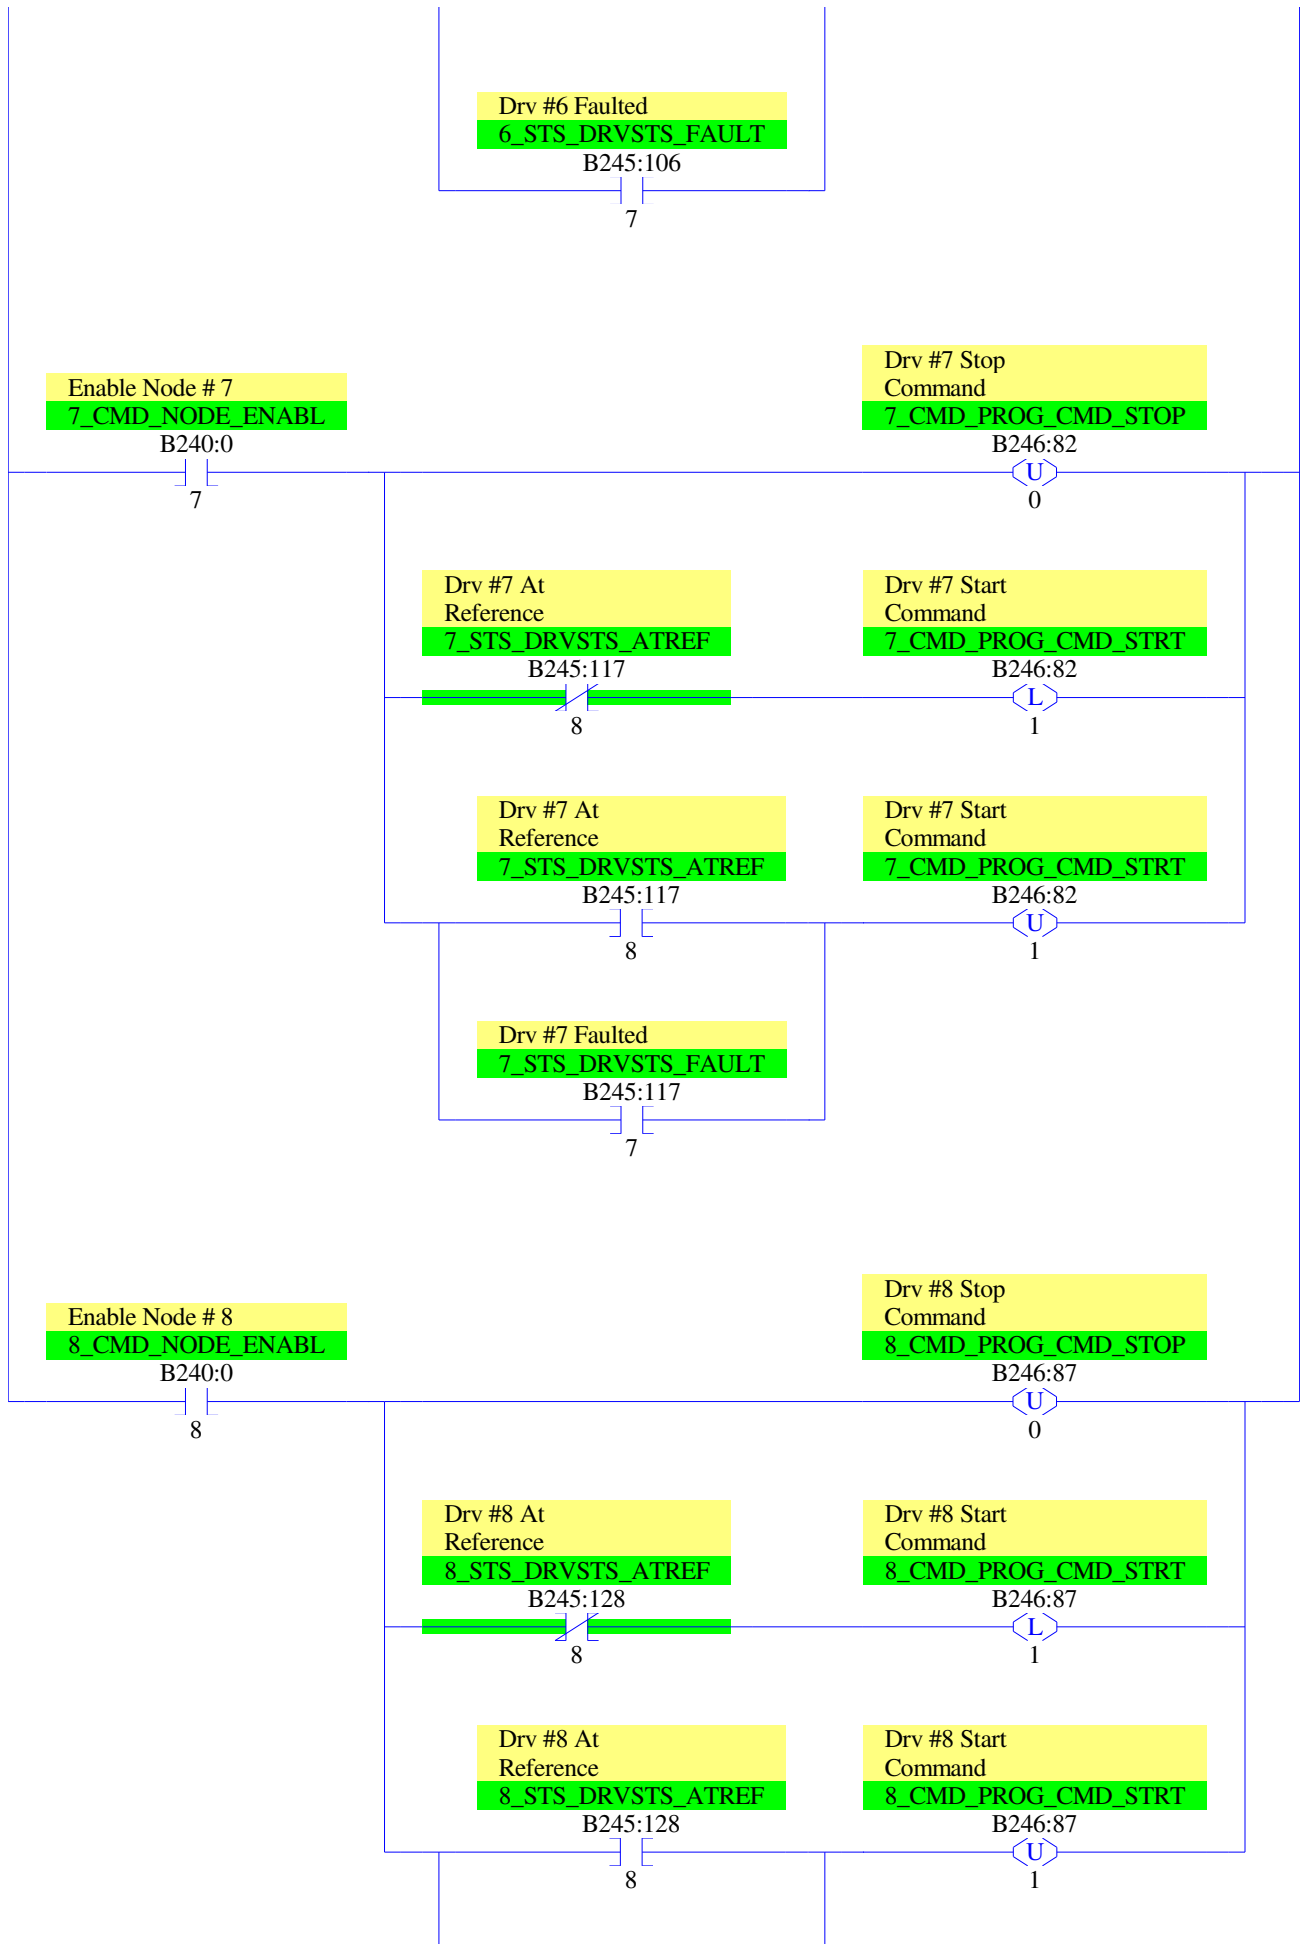 Drv #6 Faulted
6_STS_DRVSTS_FAULT
B245:106
7
Drv #7 Stop
Command
7_CMD_PROG_CMD_STOP
B246:82
U
0
Enable Node # 7
7_CMD_NODE_ENABL
B240:0
7
Drv #7 At
Reference
7_STS_DRVSTS_ATREF
B245:117
8
Drv #7 Start
Command
7_CMD_PROG_CMD_STRT
B246:82
L
1
Drv #7 At
Reference
7_STS_DRVSTS_ATREF
B245:117
8
Drv #7 Start
Command
7_CMD_PROG_CMD_STRT
B246:82
U
1
Drv #7 Faulted
7_STS_DRVSTS_FAULT
B245:117
7
Drv #8 Stop
Command
8_CMD_PROG_CMD_STOP
B246:87
U
0
Enable Node # 8
8_CMD_NODE_ENABL
B240:0
8
Drv #8 At
Reference
8_STS_DRVSTS_ATREF
B245:128
8
Drv #8 Start
Command
8_CMD_PROG_CMD_STRT
B246:87
L
1
Drv #8 At
Reference
8_STS_DRVSTS_ATREF
B245:128
8
Drv #8 Start
Command
8_CMD_PROG_CMD_STRT
B246:87
U
1